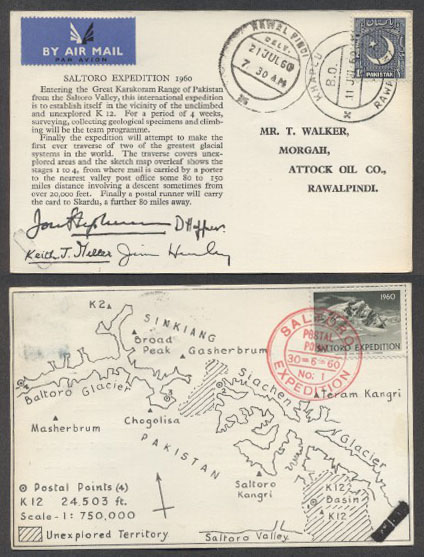 BY AIR MAIL
PAR AVION
SALTORO EXPEDITION 1960
Entering the Great Karakoram Range of Pakistan
from the Saltoro Valley, this international expedition
is to establish itself in the vicinity of the unclimbed
and unexplored K 12. For a period of 4 weeks,
surveying, collecting geological specimens and climb-
ing will be the team programme.
Finally the expedition will attempt to make the
first ever traverse of two of the greatest glacial
systems in the world. The traverse covers unex-
plored areas and the sketch map overleaf shows the
stages 1 to 4, from where mail is carried by a porter
to the nearest valley post office some 80 to 150
miles distance involving a descent sometimes from
over 20,000 feet. Finally a postal runner will carry
the card to Skardu, a further 80 miles away.
Keith J. Miller
RAWALPINDI
DELY.
21 JUL 60
7. 30 AM
KHAPLU
B.O.
11 JUL 60
RAWA
PAKISTAN
MR. T. WALKER,
MORGAH,
ATTOCK OIL CO.,
RAWALPINDI.
1960
SALTORO EXPEDITION
SALTORO
POSTAL
POINT
30-6-60
NO: 1
EXPEDITION
K2
SINKIANG
Broad
Peak
Gasherbrum
Baltoro Glacier
Siachen
Glacier
Teram Kangri
Masherbrum
Chogolisa
PAKISTAN
Saltoro
Kangri
K12
Basin
K12
Saltoro Valley
Postal Points (4)
K12 24,503 ft.
Scale - 1: 750,000
Unexplored Territory